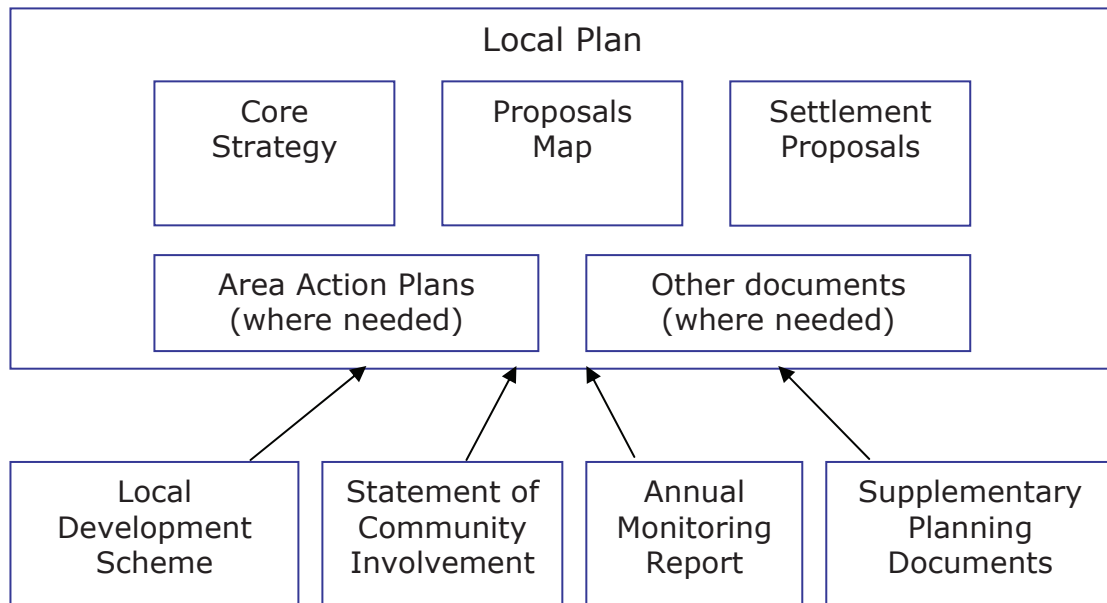 Local Plan
Core
Strategy
Proposals
Map
Settlement
Proposals
Area Action Plans
(where needed)
Other documents
(where needed)
Local
Development
Scheme
Statement of
Community
Involvement
Annual
Monitoring
Report
Supplementary
Planning
Documents